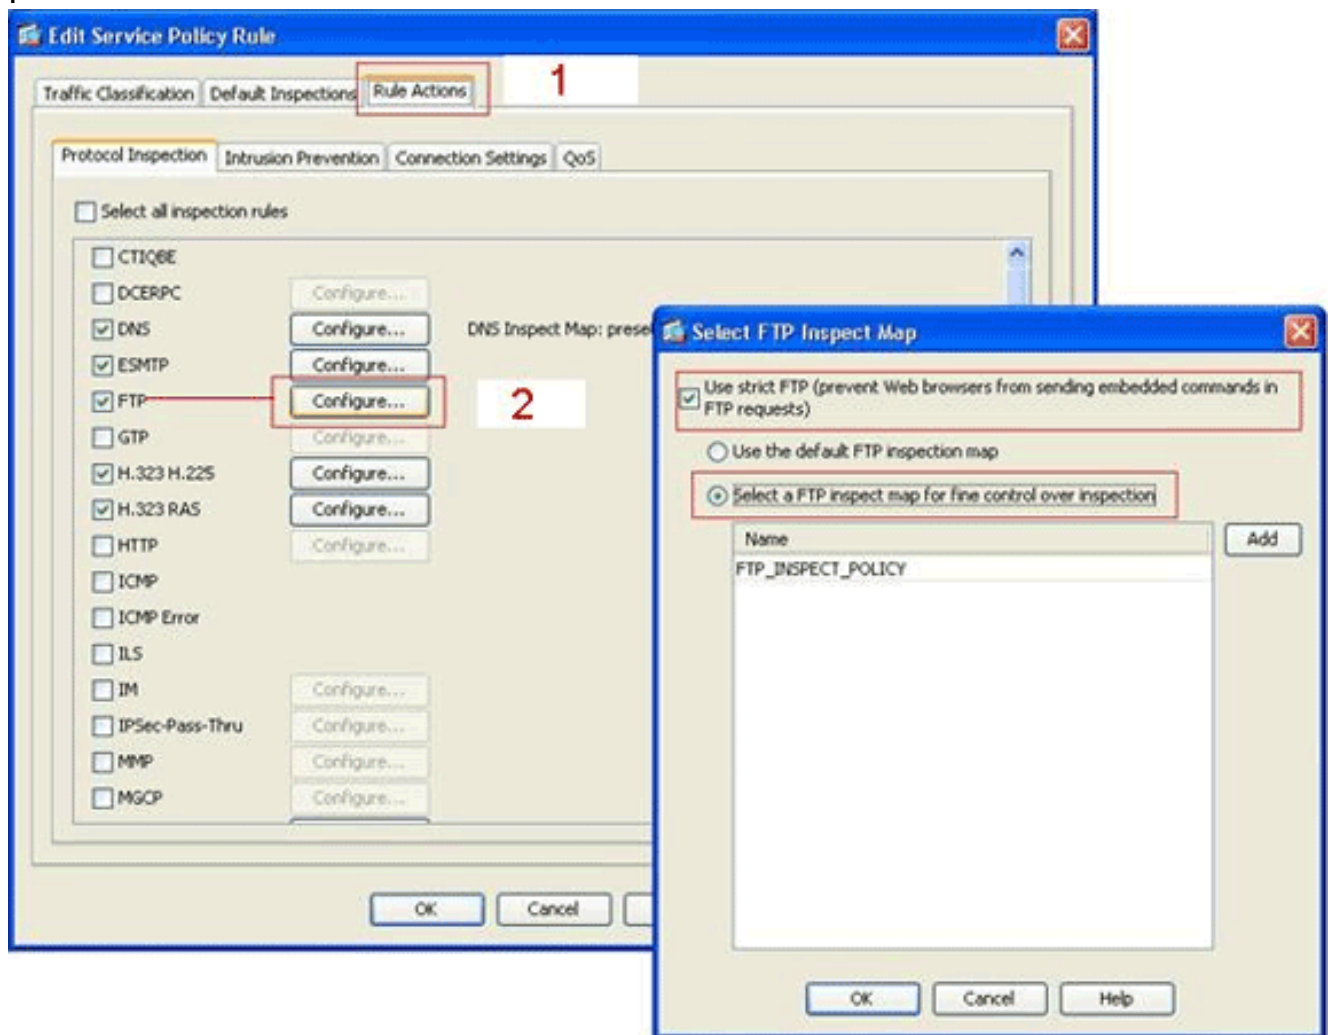 Edit Service Policy Rule
Traffic Classification Default Inspections Rule Actions
1
Protocol Inspection Intrusion Prevention Connection Settings QoS
Select all inspection rules
CTIQBE
DCERPC Configure...
DNS Configure... DNS Inspect Map: prese
ESMTP Configure...
FTP Configure...
2
GTP Configure...
H.323 H.225 Configure...
H.323 RAS Configure...
HTTP Configure...
ICMP
ICMP Error
ILS
IM Configure...
IPSec-Pass-Thru Configure...
MMP Configure...
MGCP Configure...
OK Cancel
Select FTP Inspect Map
Use strict FTP (prevent Web browsers from sending embedded commands in
FTP requests)
Use the default FTP inspection map
Select a FTP inspect map for fine control over inspection
Name Add
FTP_INSPECT_POLICY
OK Cancel Help